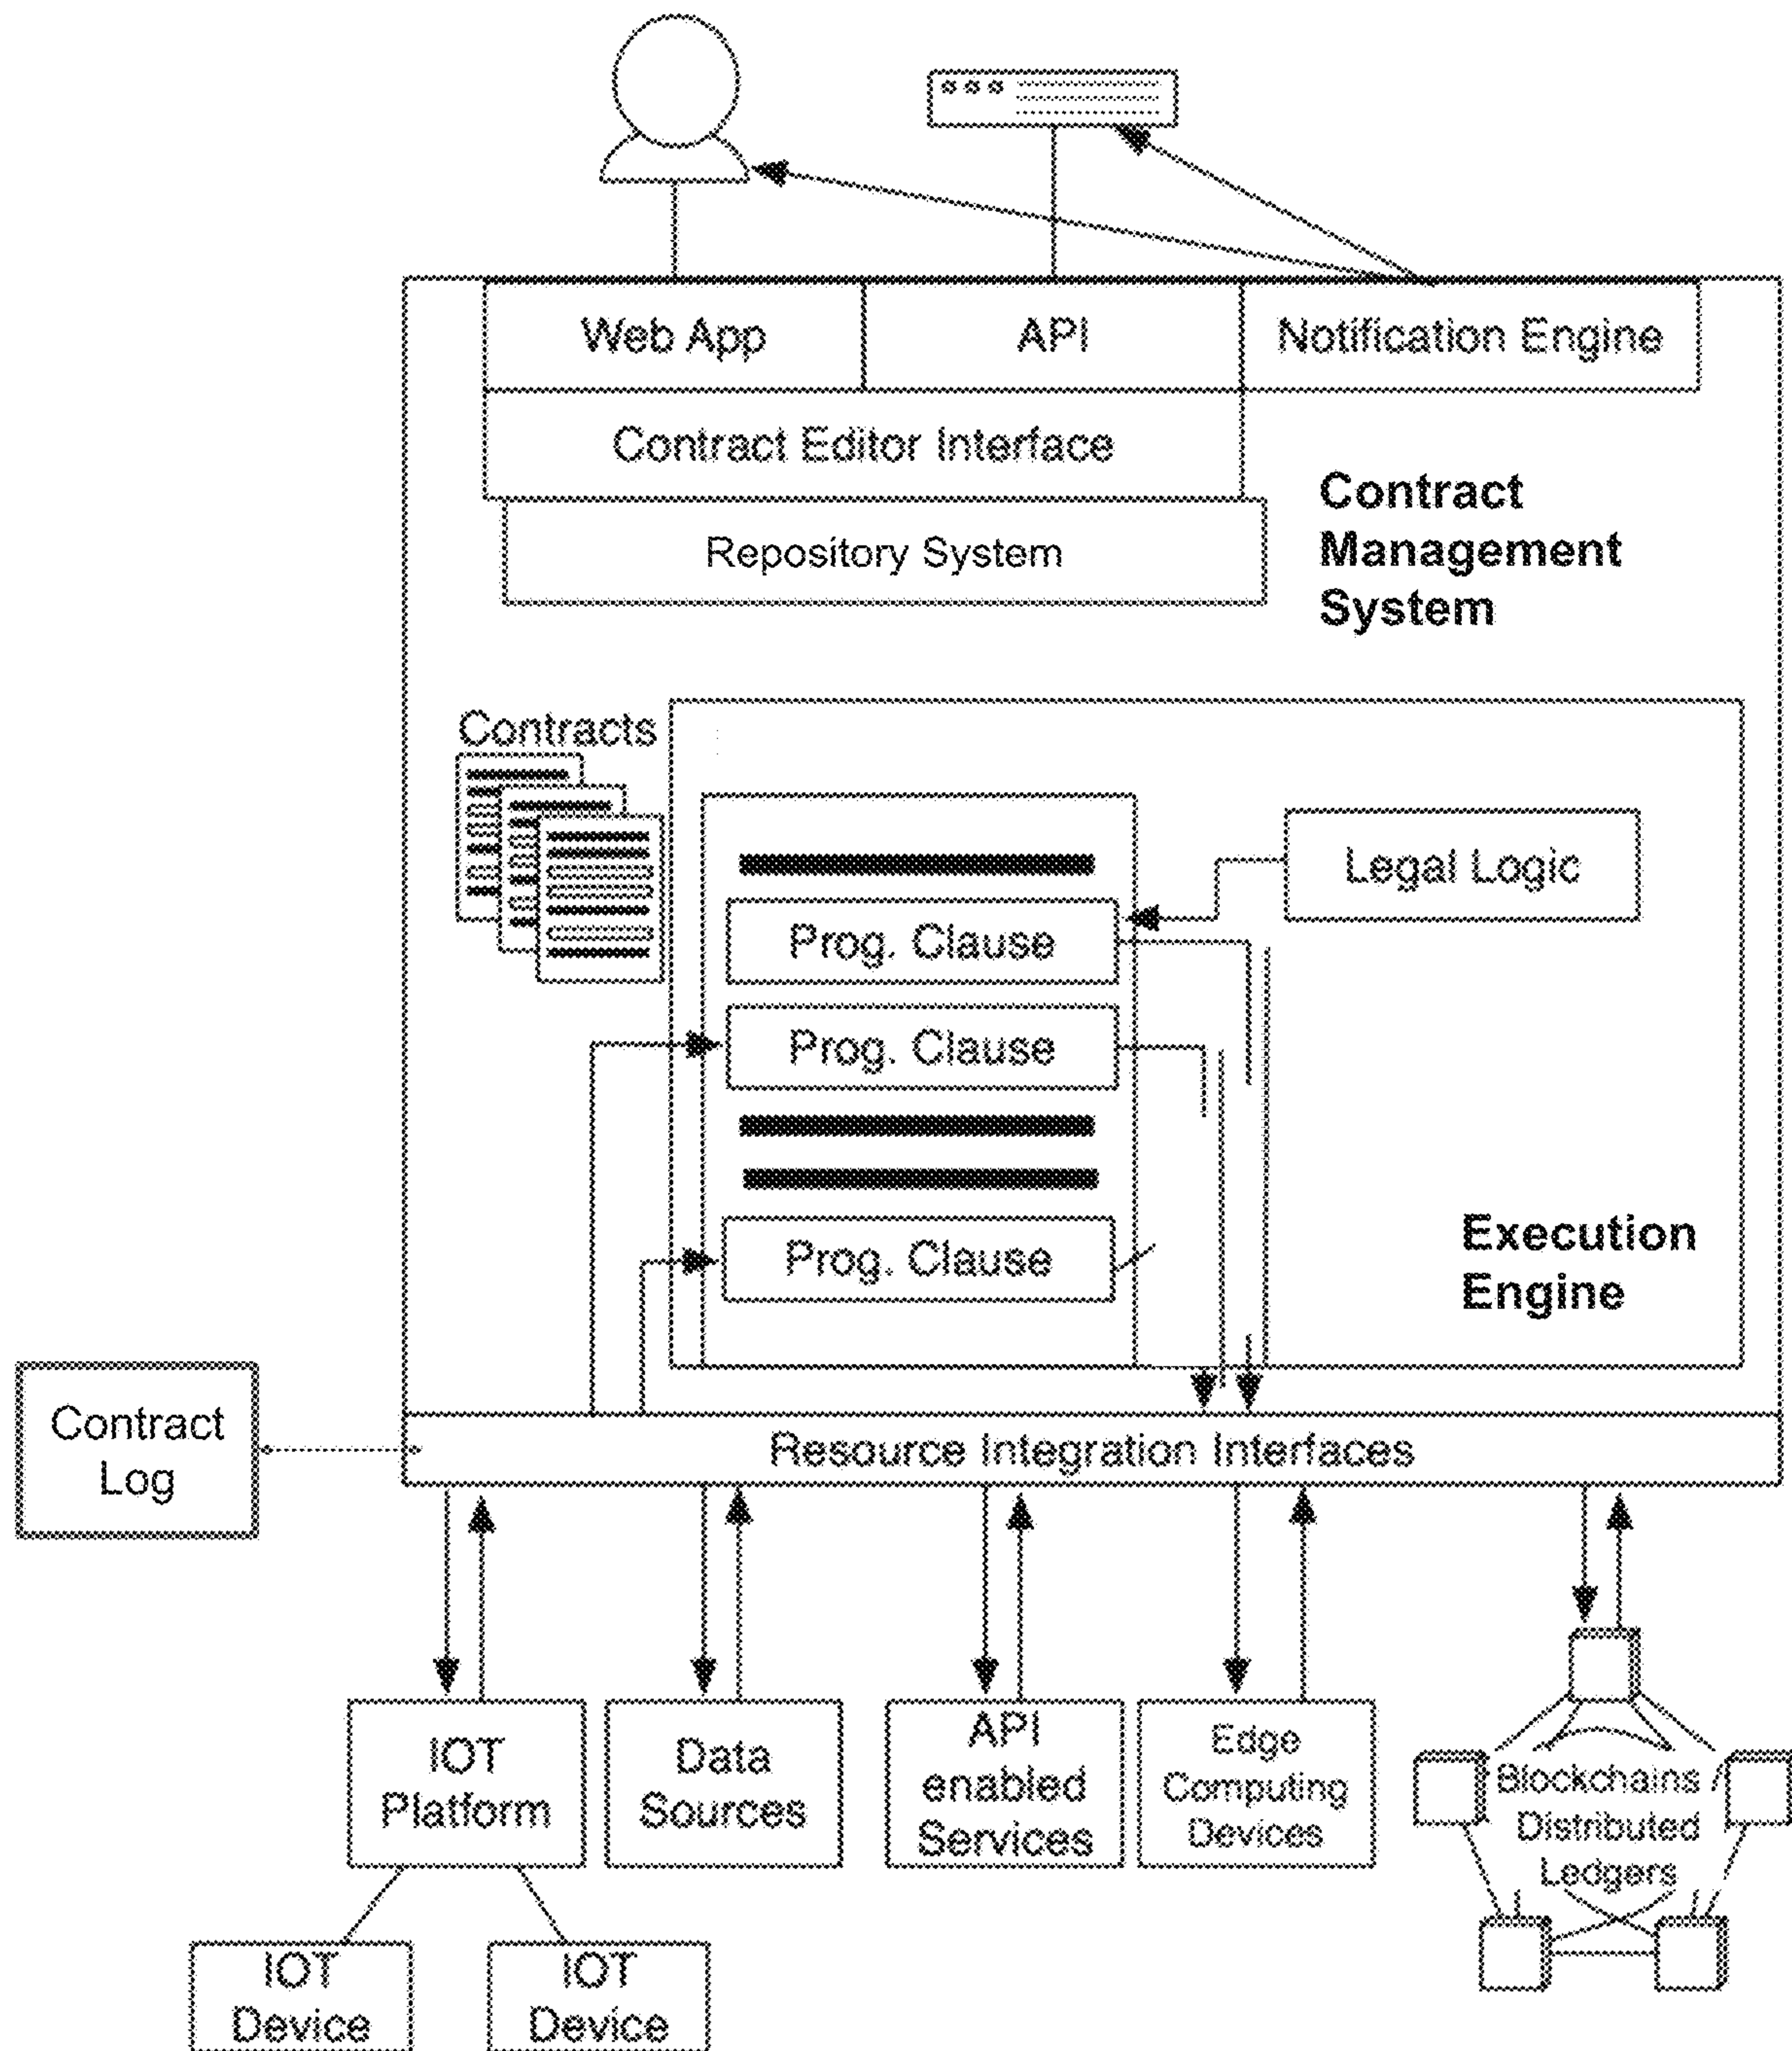 Web App
API
Notification Engine
Contract Editor Interface
Repository System
Contract
Management
System
Contracts
Legal Logic
Prog. Clause
Prog. Clause
Prog. Clause
Execution
Engine
Contract
Log
Resource Integration Interfaces
IOT
Platform
Data
Sources
API
enabled
Services
Edge
Computing
Devices
Blockchains /
Distributed
Ledgers
IOT
Device
IOT
Device